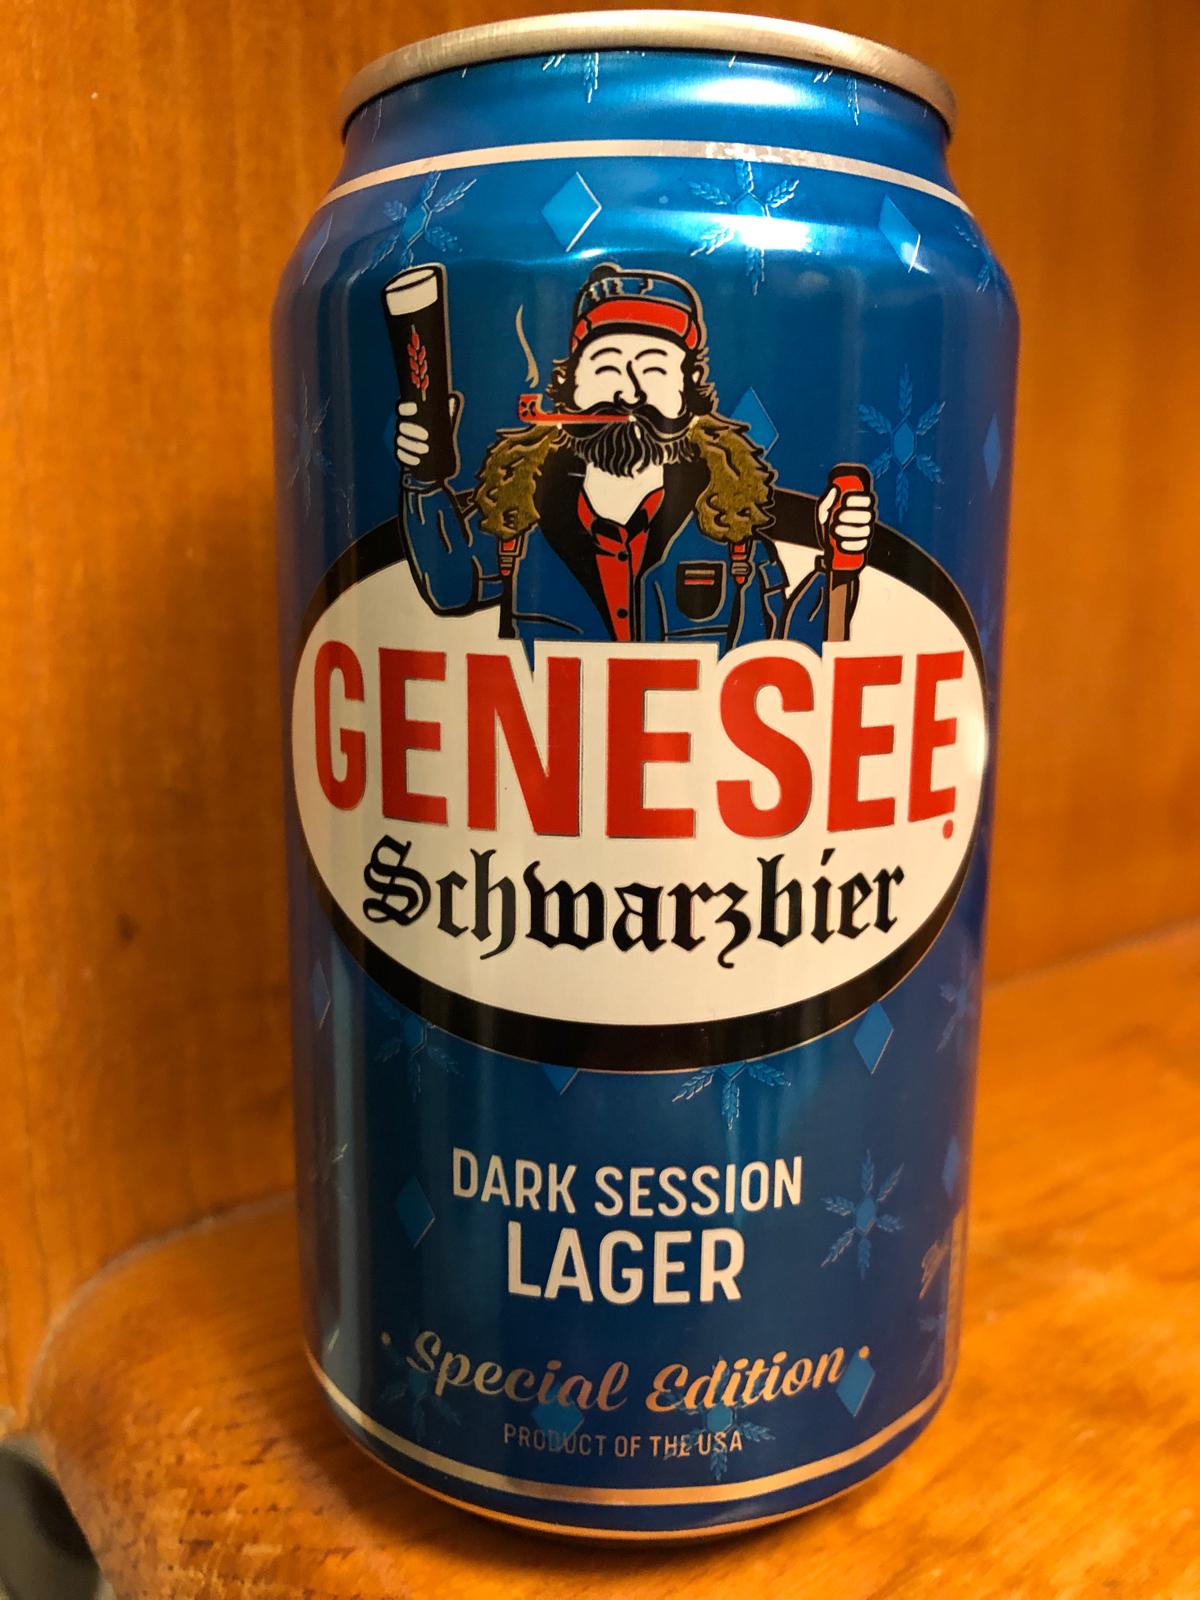 GENESEE
Schwarzbier
DARK SESSION
LAGER
• Special Edition •
PRODUCT OF THE USA